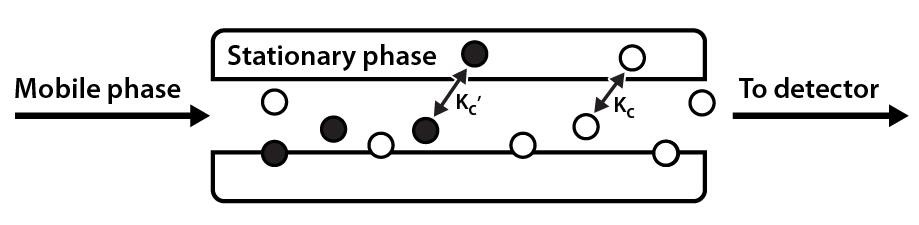 Stationary phase
Mobile phase
To detector
Kc’
Kc